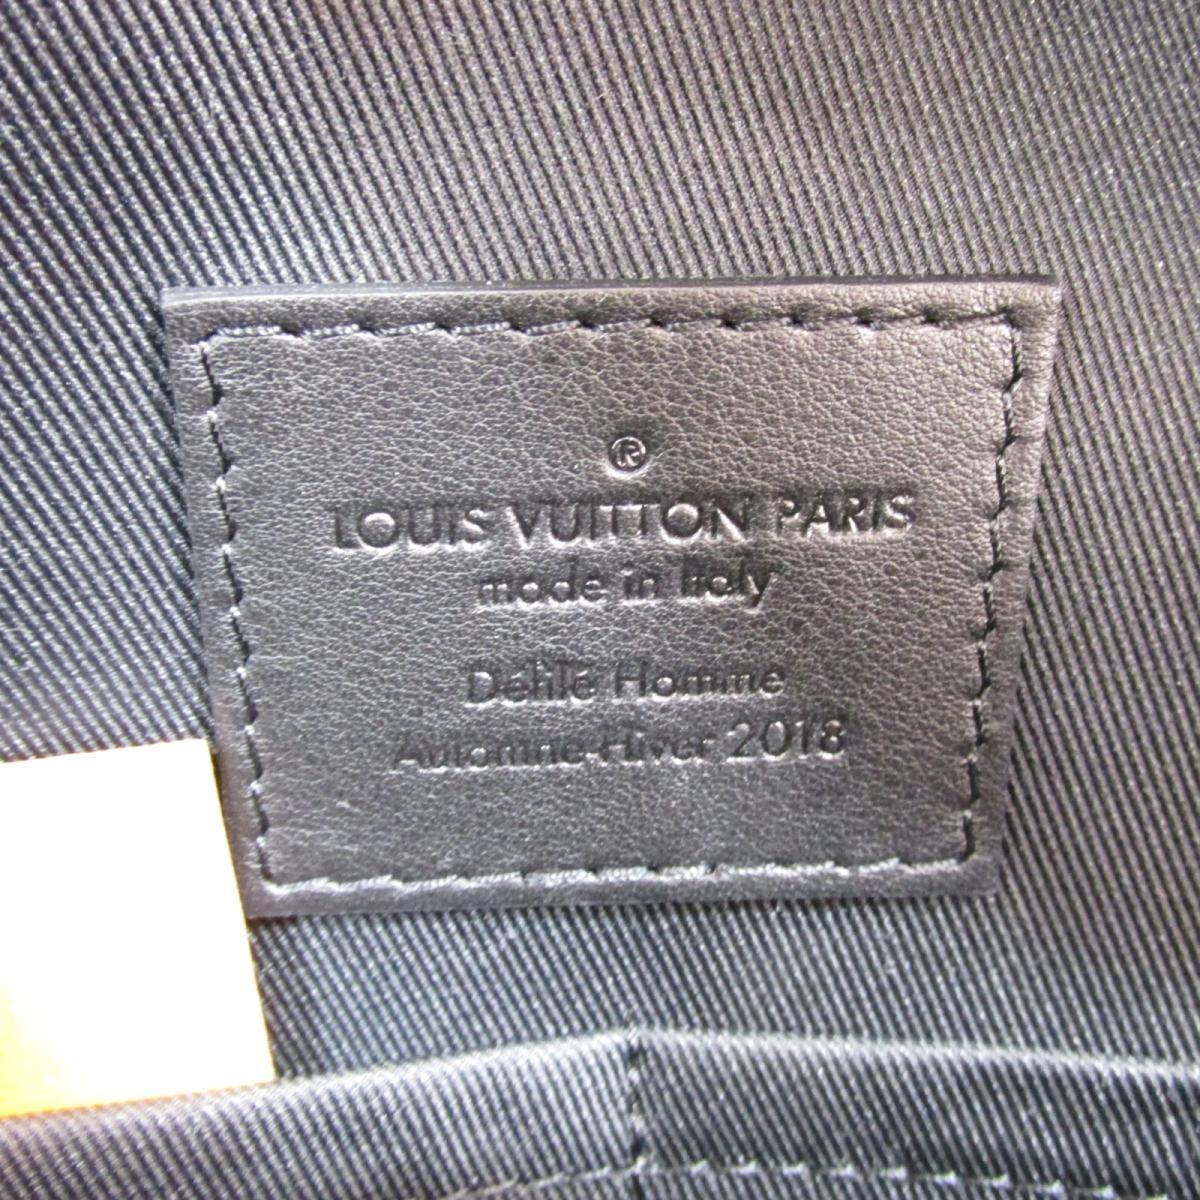 ®
LOUIS VUITTON PARIS
made in Italy
Défilé Homme
Automne-Hiver 2018